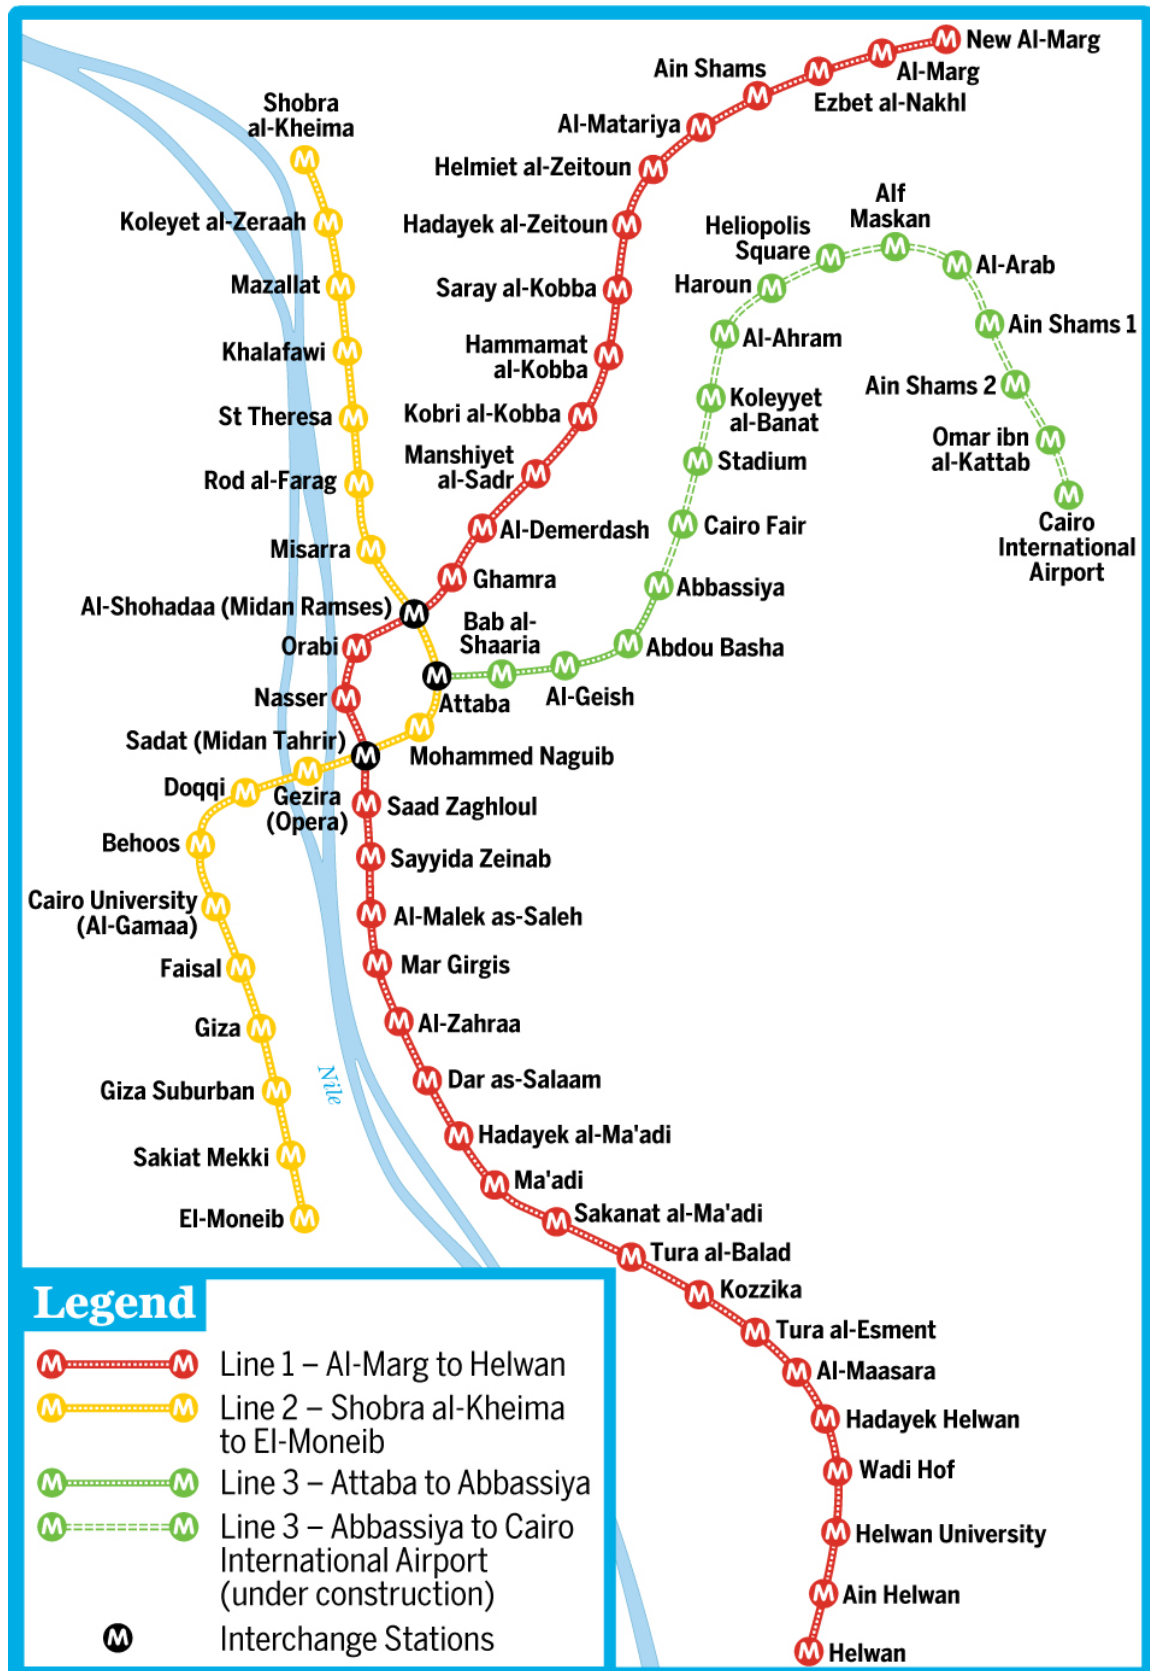 New Al-Marg
Al-Marg
Ezbet al-Nakhl
Ain Shams
Al-Matariya
Helmiet al-Zeitoun
Hadayek al-Zeitoun
Saray al-Kobba
Hammamat
al-Kobba
Kobri al-Kobba
Manshiyet
al-Sadr
Al-Demerdash
Ghamra
Shobra
al-Kheima
Koleyet al-Zeraah
Mazallat
Khalafawi
St Theresa
Rod al-Farag
Misarra
Al-Shohadaa (Midan Ramses)
Orabi
Nasser
Sadat (Midan Tahrir)
Attaba
Mohammed Naguib
Gezira
(Opera)
Doqqi
Behoos
Cairo University
(Al-Gamaa)
Faisal
Giza
Giza Suburban
Sakiat Mekki
El-Moneib
Bab al-
Shaaria
Al-Geish
Abdou Basha
Abbassiya
Cairo Fair
Stadium
Koleyyet
al-Banat
Al-Ahram
Haroun
Heliopolis
Square
Alf
Maskan
Al-Arab
Ain Shams 1
Ain Shams 2
Omar ibn
al-Kattab
Cairo
International
Airport
Saad Zaghloul
Sayyida Zeinab
Al-Malek as-Saleh
Mar Girgis
Al-Zahraa
Dar as-Salaam
Hadayek al-Ma'adi
Ma'adi
Sakanat al-Ma'adi
Tura al-Balad
Kozzika
Tura al-Esment
Al-Maasara
Hadayek Helwan
Wadi Hof
Helwan University
Ain Helwan
Helwan
Nile
Legend
M M Line 1 – Al-Marg to Helwan
M M Line 2 – Shobra al-Kheima
to El-Moneib
M M Line 3 – Attaba to Abbassiya
M M Line 3 – Abbassiya to Cairo
International Airport
(under construction)
M Interchange Stations